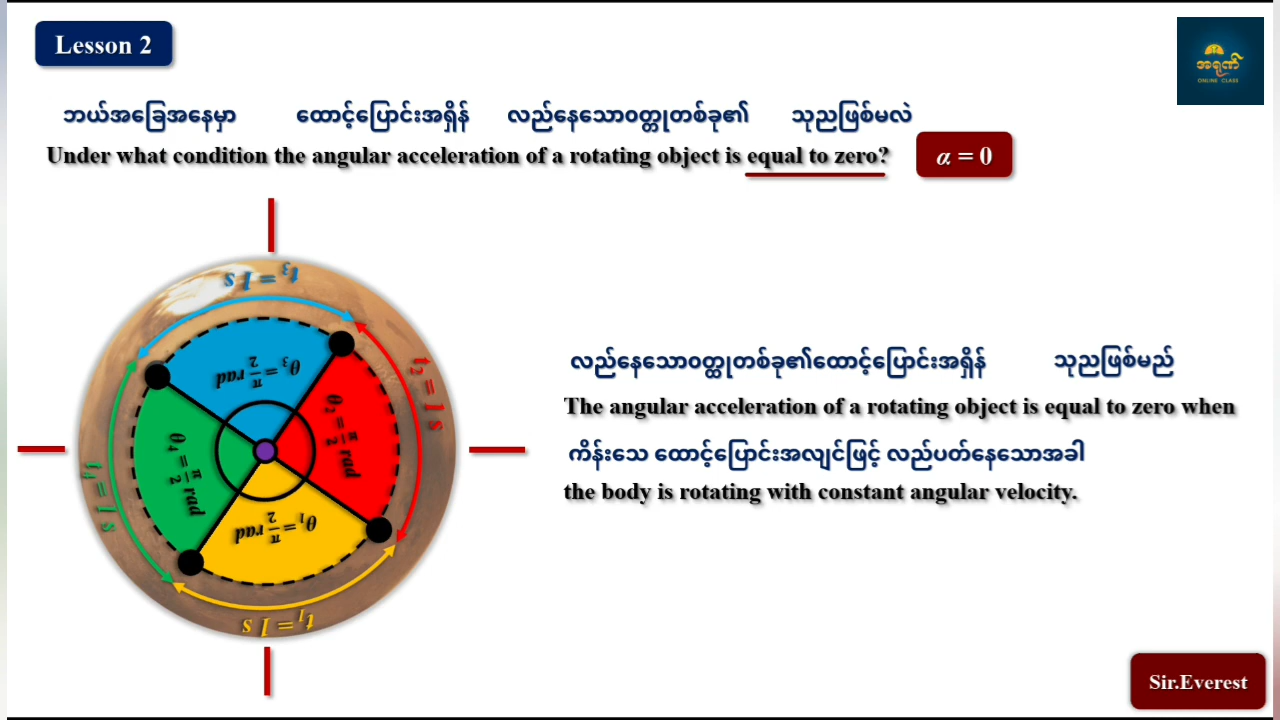 Lesson 2
အရုဏ်
ONLINE CLASS
ဘယ်အခြေအနေမှာ ထောင့်ပြောင်းအရှိန် လည်နေသောဝတ္ထုတစ်ခု၏ သုညဖြစ်မလဲ
Under what condition the angular acceleration of a rotating object is equal to zero?
α = 0
t₃ = 1 s
θ₃ = π/2 rad
t₂ = 1 s
θ₂ = π/2 rad
θ₄ = π/2 rad
t₄ = 1 s
θ₁ = π/2 rad
t₁ = 1 s
လည်နေသောဝတ္ထုတစ်ခု၏ထောင့်ပြောင်းအရှိန် သုညဖြစ်မည်
The angular acceleration of a rotating object is equal to zero when
ကိန်းသေ ထောင့်ပြောင်းအလျင်ဖြင့် လည်ပတ်နေသောအခါ
the body is rotating with constant angular velocity.
Sir.Everest